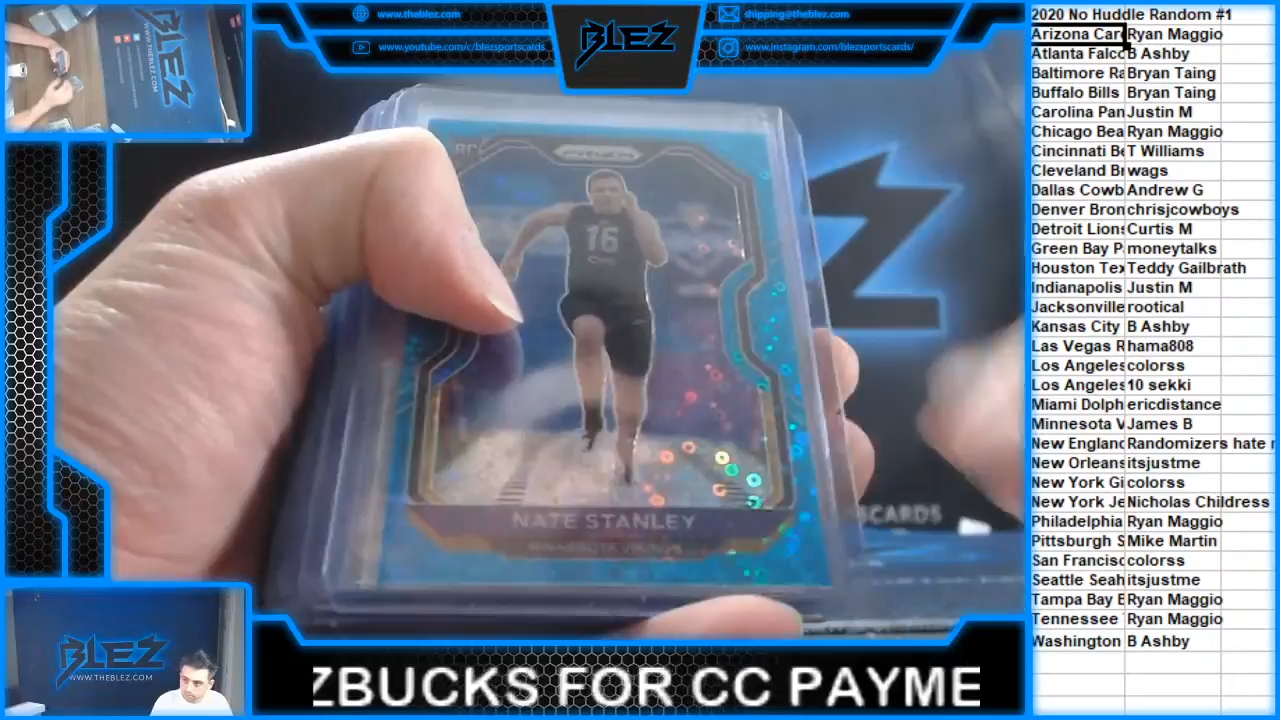 www.theblez.com
shipping@theblez.com
www.youtube.com/c/blezsportscards
www.instagram.com/blezsportscards/
BLEZ
BLEZ
WWW.THEBLEZ.COM
RC
PRIZM
16
NATE STANLEY
MINNESOTA VIKINGS
SCARDS
BLEZ
WWW.THEBLEZ.COM
ZBUCKS FOR CC PAYME
2020 No Huddle Random #1
Arizona Car Ryan Maggio
Atlanta Falc B Ashby
Baltimore Ra Bryan Taing
Buffalo Bills Bryan Taing
Carolina Pan Justin M
Chicago Bea Ryan Maggio
Cincinnati Be T Williams
Cleveland Br wags
Dallas Cowb Andrew G
Denver Bron chrisjcowboys
Detroit Lions Curtis M
Green Bay P moneytalks
Houston Tex Teddy Gailbrath
Indianapolis Justin M
Jacksonville rootical
Kansas City B Ashby
Las Vegas R hama808
Los Angeles colorss
Los Angeles 10 sekki
Miami Dolph ericdistance
Minnesota V James B
New England Randomizers hate
New Orleans itsjustme
New York Gi colorss
New York Je Nicholas Childress
Philadelphia Ryan Maggio
Pittsburgh S Mike Martin
San Francisc colorss
Seattle Seah itsjustme
Tampa Bay B Ryan Maggio
Tennessee Ryan Maggio
Washington B Ashby